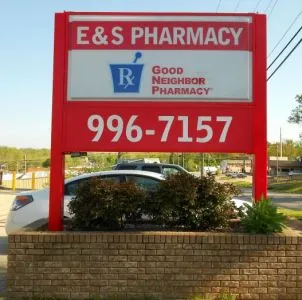 E&S PHARMACY
Rx
GOOD
NEIGHBOR
PHARMACY
996-7157